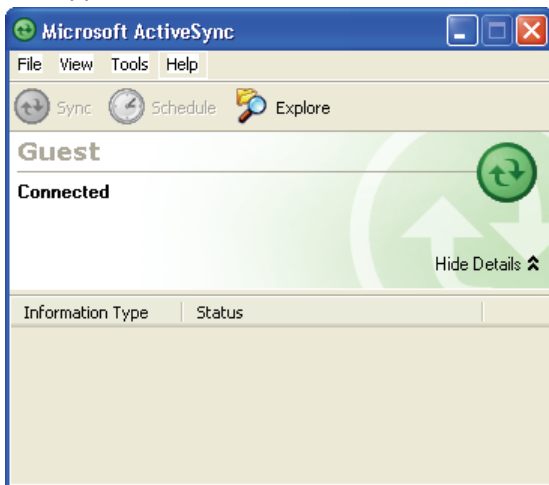 Microsoft ActiveSync
File View Tools Help
Sync Schedule Explore
Guest
Connected
Hide Details
Information Type Status